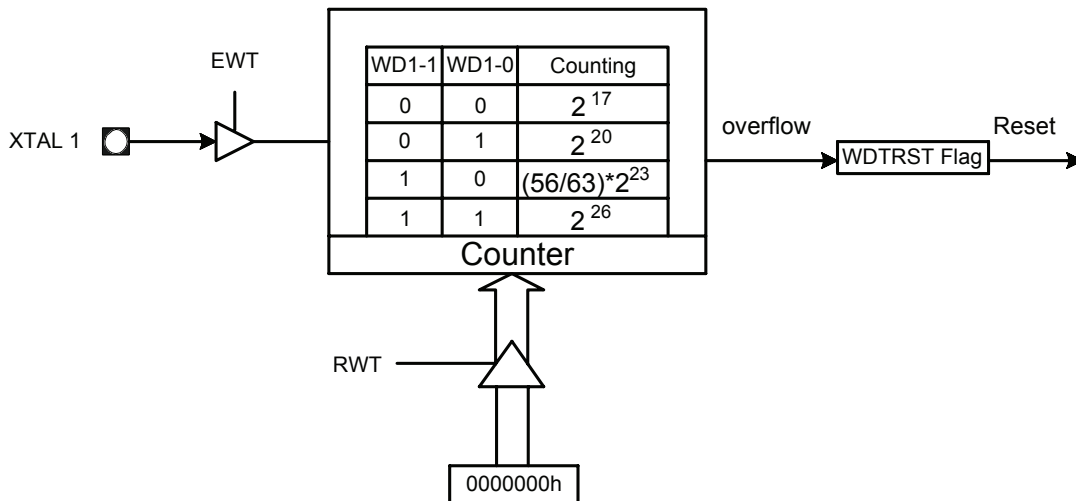 EWT
XTAL 1
WD1-1 WD1-0 Counting
0 0 2^17
0 1 2^20
1 0 (56/63)*2^23
1 1 2^26
Counter
overflow
WDTRST Flag
Reset
RWT
0000000h